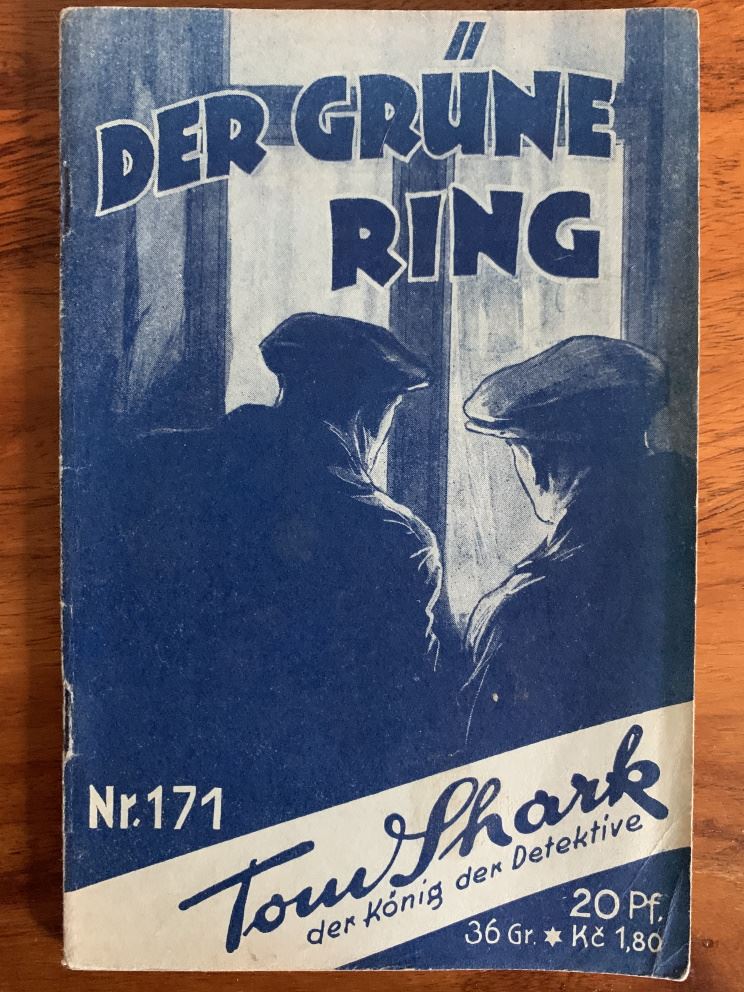 DER GRÜNE
RING
Nr. 171
Tom Shark
der König der Detektive
20 Pf.
36 Gr. ✶ Kč 1,80